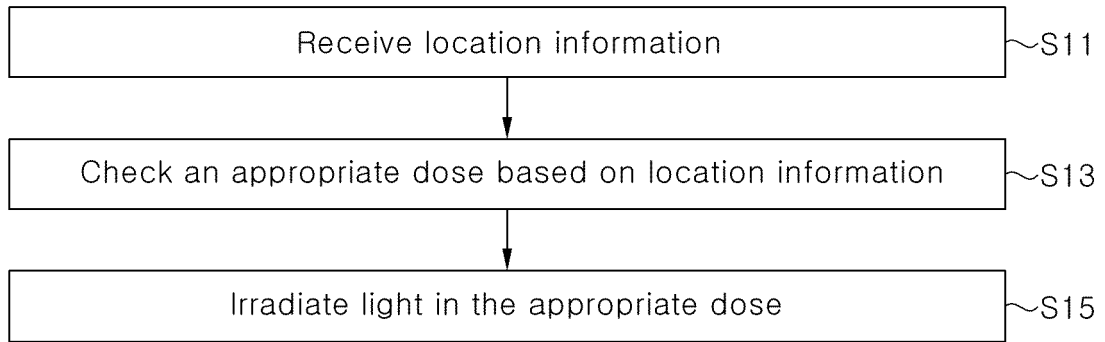 Receive location information S11
Check an appropriate dose based on location information S13
Irradiate light in the appropriate dose S15